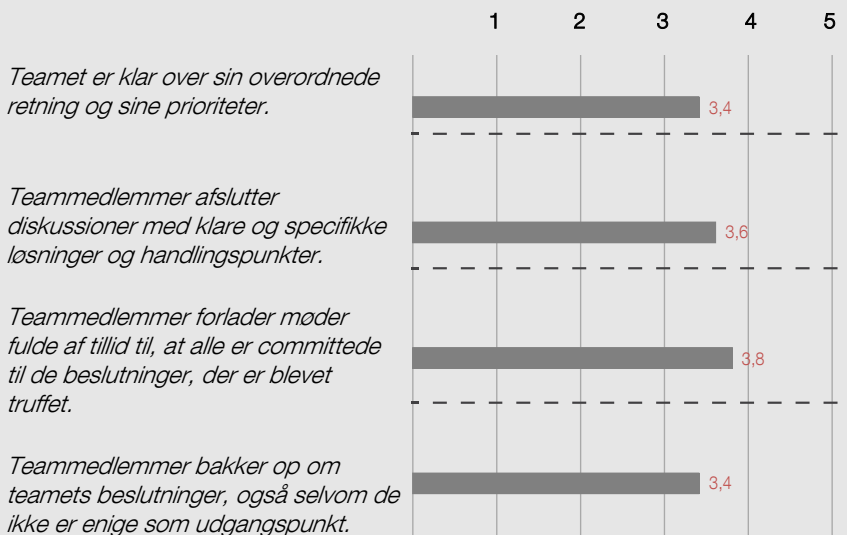 1 2 3 4 5
Teamet er klar over sin overordnede
retning og sine prioriteter.
3,4
Teammedlemmer afslutter
diskussioner med klare og specifikke
løsninger og handlingspunkter.
3,6
Teammedlemmer forlader møder
fulde af tillid til, at alle er committede
til de beslutninger, der er blevet
truffet.
3,8
Teammedlemmer bakker op om
teamets beslutninger, også selvom de
ikke er enige som udgangspunkt.
3,4